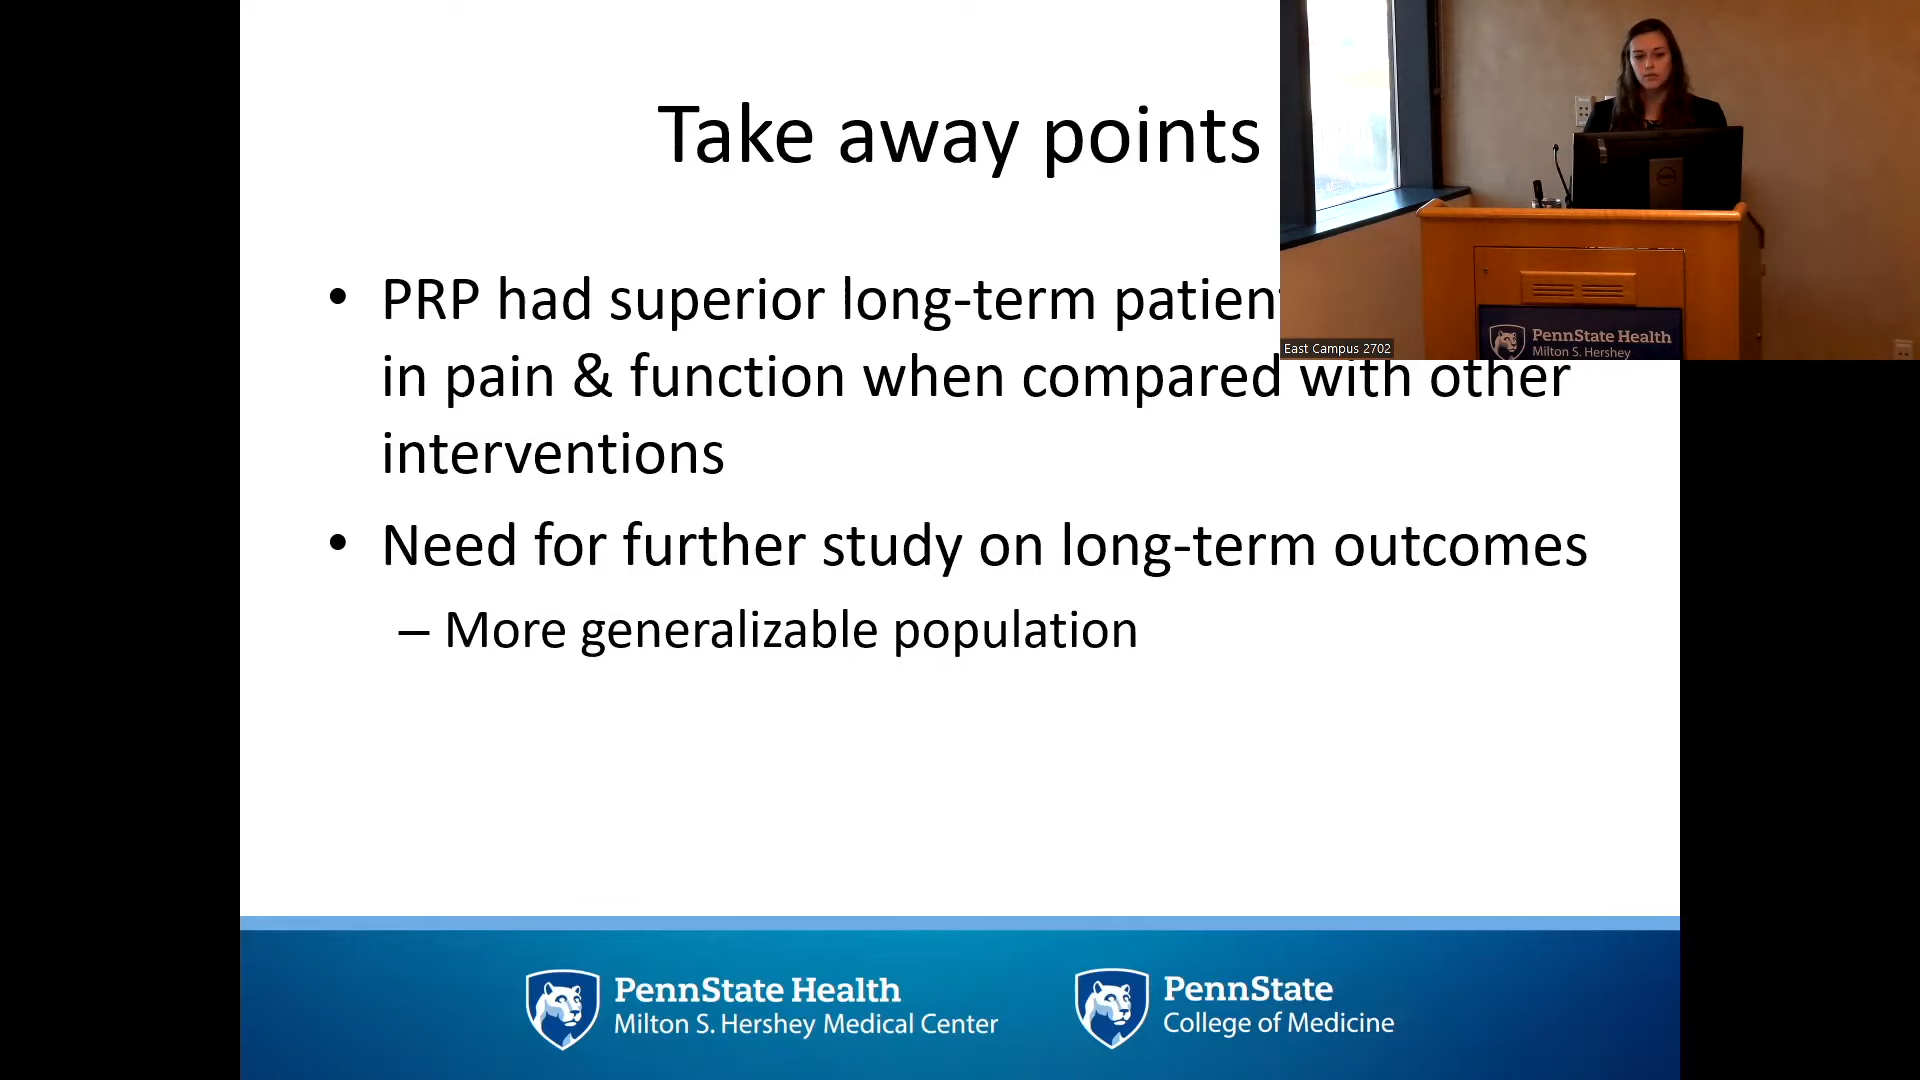 Take away points
• PRP had superior long-term patient
in pain & function when compared with other
interventions
• Need for further study on long-term outcomes
– More generalizable population
East Campus 2702
PennState Health
Milton S. Hershey
PennState Health
Milton S. Hershey Medical Center
PennState
College of Medicine